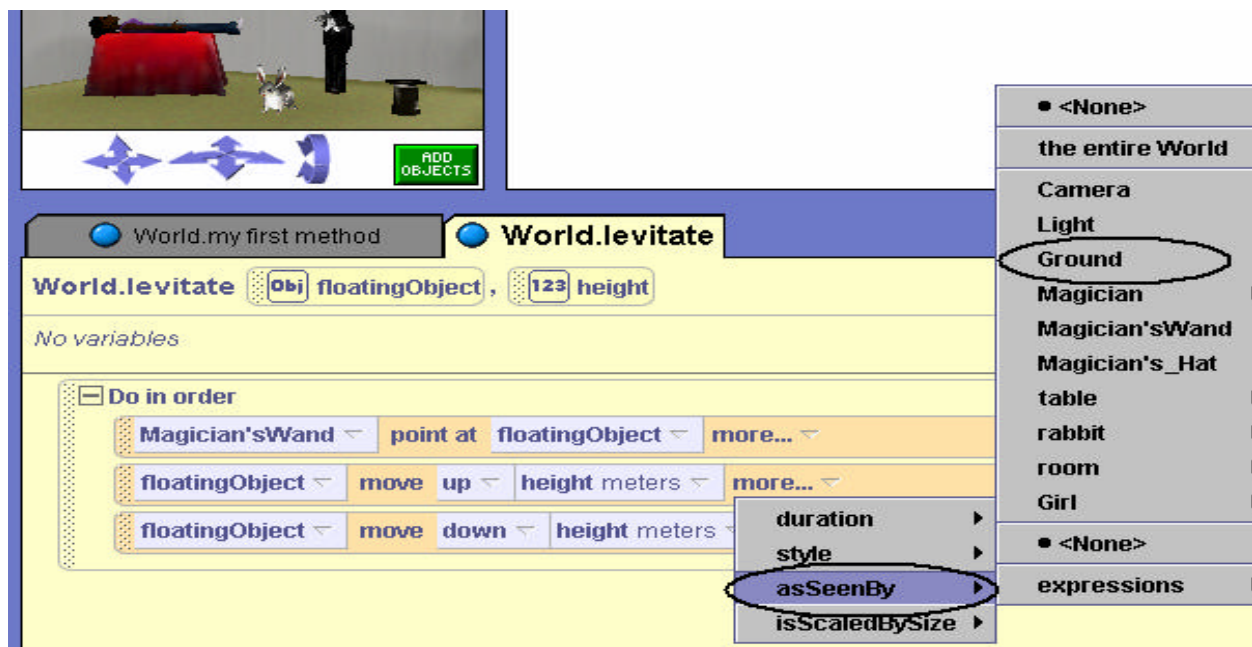 ADD
OBJECTS
World.my first method
World.levitate
World.levitate Obj floatingObject, 123 height
No variables
Do in order
Magician'sWand point at floatingObject more...
floatingObject move up height meters more...
floatingObject move down height meters
duration
style
asSeenBy
isScaledBySize
<None>
the entire World
Camera
Light
Ground
Magician
Magician'sWand
Magician's_Hat
table
rabbit
room
Girl
<None>
expressions